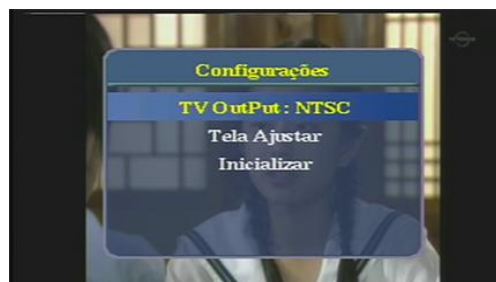 Configurações
TV OutPut : NTSC
Tela Ajustar
Inicializar